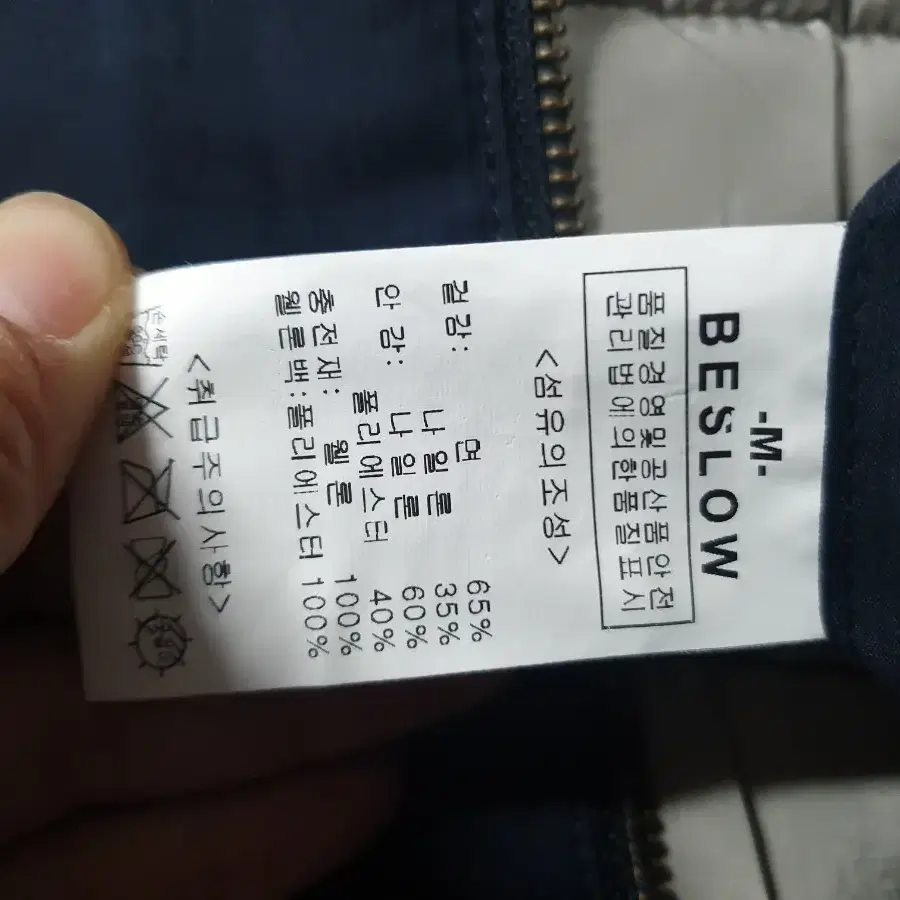 -M-
BESLOW
품질경영및공산품안전
관리법에의한품질표시
<섬유의조성>
겉감: 면 65%
나일론 35%
안감: 나일론 60%
폴리에스터 40%
충전재: 웰론 100%
웰론백:폴리에스터 100%
<취급주의사항>
손세탁